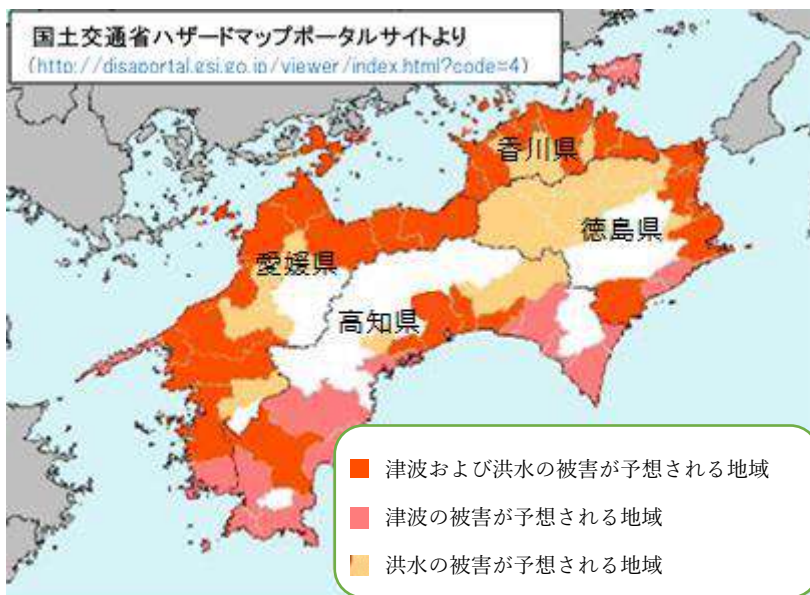 国土交通省ハザードマップポータルサイトより
(http://disaportal.gsi.go.jp/viewer/index.html?code=4)
香川県
徳島県
愛媛県
高知県
津波および洪水の被害が予想される地域
津波の被害が予想される地域
洪水の被害が予想される地域